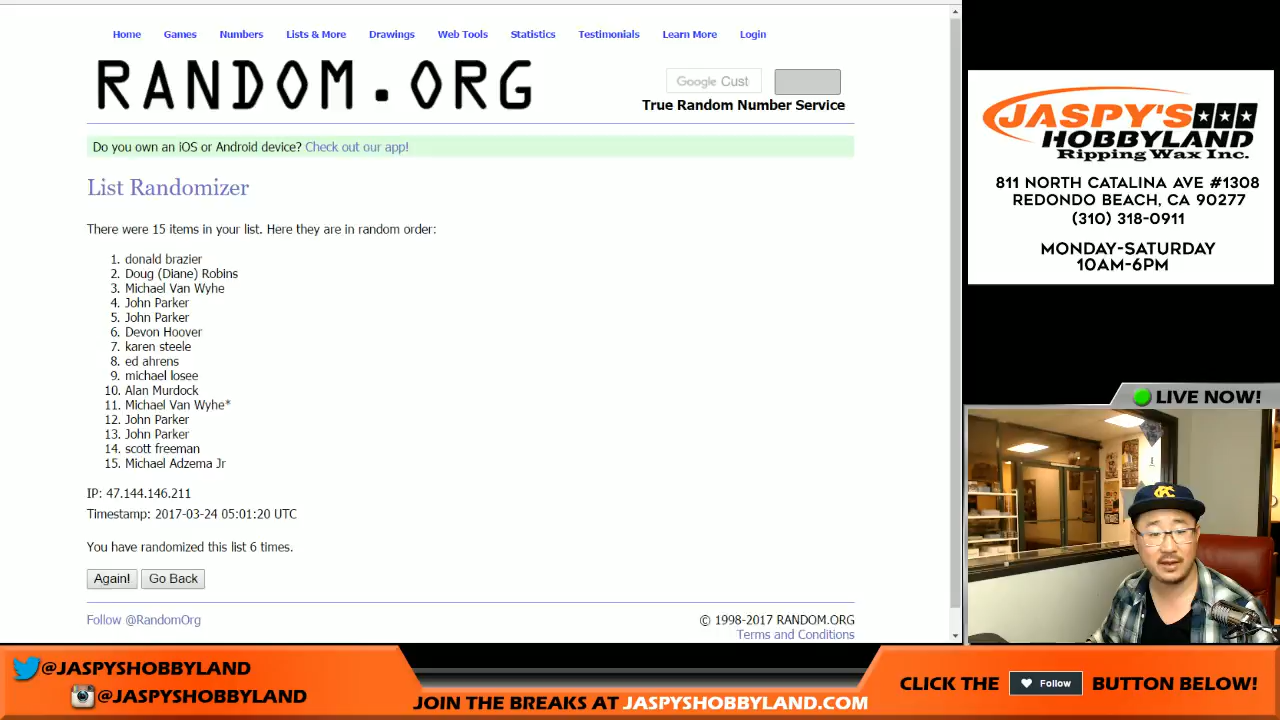 Home Games Numbers Lists & More Drawings Web Tools Statistics Testimonials Learn More Login
RANDOM.ORG
Google Cust
True Random Number Service
Do you own an iOS or Android device? Check out our app!
List Randomizer
There were 15 items in your list. Here they are in random order:
1. donald brazier
2. Doug (Diane) Robins
3. Michael Van Wyhe
4. John Parker
5. John Parker
6. Devon Hoover
7. karen steele
8. ed ahrens
9. michael losee
10. Alan Murdock
11. Michael Van Wyhe*
12. John Parker
13. John Parker
14. scott freeman
15. Michael Adzema Jr
IP: 47.144.146.211
Timestamp: 2017-03-24 05:01:20 UTC
You have randomized this list 6 times.
Again! Go Back
Follow @RandomOrg
© 1998-2017 RANDOM.ORG
Terms and Conditions
JASPY'S
HOBBYLAND
Ripping Wax Inc.
811 NORTH CATALINA AVE #1308
REDONDO BEACH, CA 90277
(310) 318-0911
MONDAY-SATURDAY
10AM-6PM
LIVE NOW!
@JASPYSHOBBYLAND
@JASPYSHOBBYLAND
JOIN THE BREAKS AT JASPYSHOBBYLAND.COM
CLICK THE Follow BUTTON BELOW!